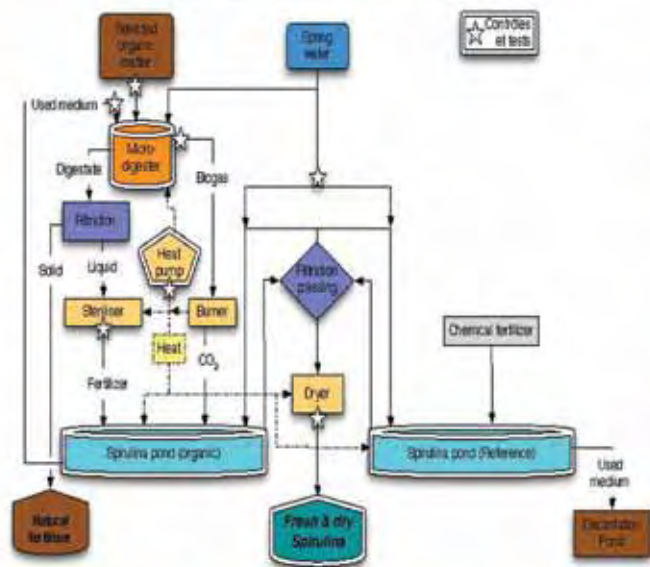 Selected
organic
matter
Spring
water
Contrôles
et tests
Used medium
Micro
digester
Digestate
Biogas
Filtration
Heat
pump
Solid
Liquid
Filtration
pressing
Steriliser
Burner
Chemical fertilizer
Heat
CO₂
Fertilizer
Dryer
Spirulina pond (organic)
Spirulina pond (Reference)
Used
medium
Natural
fertiliser
Fresh & dry
Spirulina
Decantation
Pond